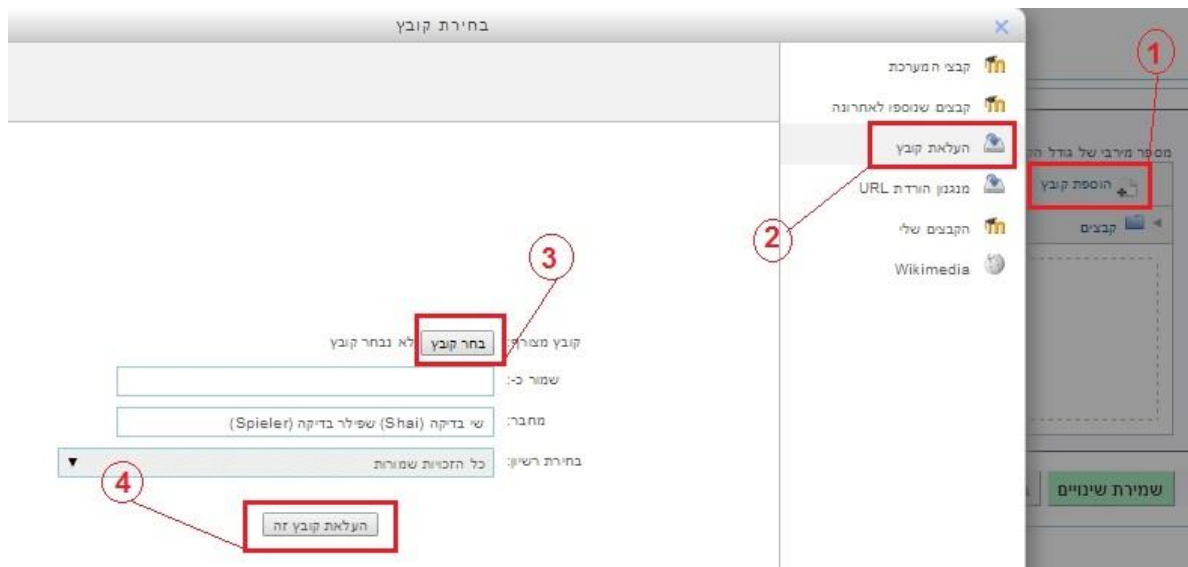 בחירת קובץ
קבצי המערכת
קבצים שנוספו לאחרונה
העלאת קובץ
מנגנון הורדת URL
הקבצים שלי
Wikimedia
1
2
3
4
מספר מירבי של גודל
הוספת קובץ
קבצים
קובץ מצורף: בחר קובץ לא נבחר קובץ
שמור כ-:
מחבר: שי בדיקה (Shai) שפילר בדיקה (Spieler)
בחירת רשיון: כל הזכויות שמורות
העלאת קובץ זה
שמירת שינויים